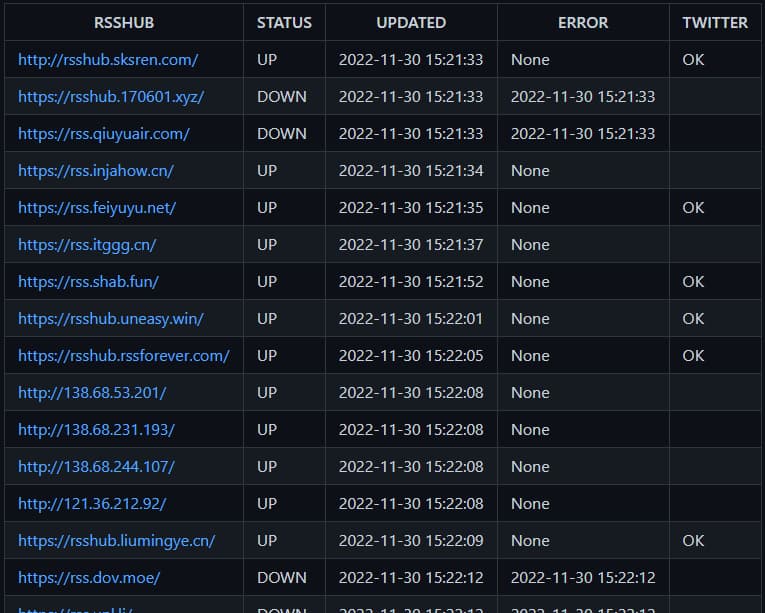 RSSHUB STATUS UPDATED ERROR TWITTER
http://rsshub.sksren.com/ UP 2022-11-30 15:21:33 None OK
https://rsshub.170601.xyz/ DOWN 2022-11-30 15:21:33 2022-11-30 15:21:33
https://rss.qiuyuair.com/ DOWN 2022-11-30 15:21:33 2022-11-30 15:21:33
https://rss.injahow.cn/ UP 2022-11-30 15:21:34 None
https://rss.feiyuyu.net/ UP 2022-11-30 15:21:35 None OK
https://rss.itggg.cn/ UP 2022-11-30 15:21:37 None
https://rss.shab.fun/ UP 2022-11-30 15:21:52 None OK
https://rsshub.uneasy.win/ UP 2022-11-30 15:22:01 None OK
https://rsshub.rssforever.com/ UP 2022-11-30 15:22:05 None OK
http://138.68.53.201/ UP 2022-11-30 15:22:08 None
http://138.68.231.193/ UP 2022-11-30 15:22:08 None
http://138.68.244.107/ UP 2022-11-30 15:22:08 None
http://121.36.212.92/ UP 2022-11-30 15:22:08 None
https://rsshub.liumingye.cn/ UP 2022-11-30 15:22:09 None OK
https://rss.dov.moe/ DOWN 2022-11-30 15:22:12 2022-11-30 15:22:12